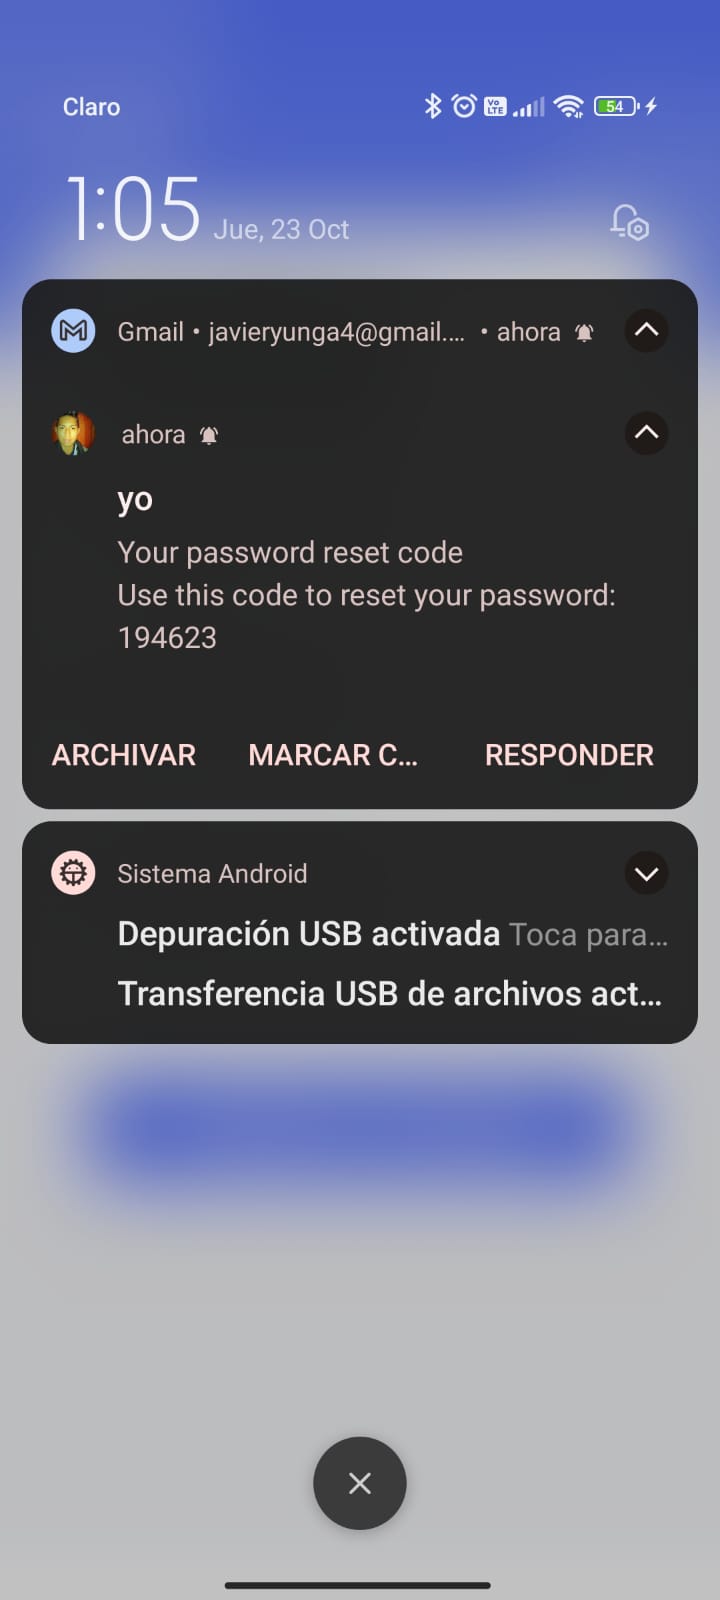 Claro
Vo LTE
54
1:05 Jue, 23 Oct
Gmail • javieryunga4@gmail.... • ahora
ahora
yo
Your password reset code
Use this code to reset your password:
194623
ARCHIVAR MARCAR C... RESPONDER
Sistema Android
Depuración USB activada Toca para...
Transferencia USB de archivos act...